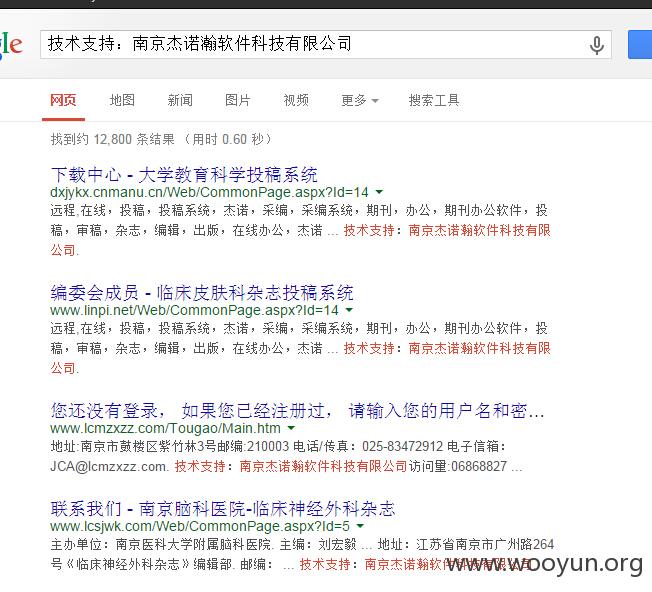 gle
技术支持：南京杰诺瀚软件科技有限公司
网页 地图 新闻 图片 视频 更多 搜索工具
找到约 12,800 条结果 （用时 0.60 秒）
下载中心 - 大学教育科学投稿系统
dxjykx.cnmanu.cn/Web/CommonPage.aspx?Id=14
远程,在线，投稿，投稿系统，杰诺，采编，采编系统，期刊，办公，期刊办公软件，投
稿，审稿，杂志，编辑，出版，在线办公，杰诺 ... 技术支持：南京杰诺瀚软件科技有限
公司.
编委会成员 - 临床皮肤科杂志投稿系统
www.linpi.net/Web/CommonPage.aspx?Id=14
远程,在线，投稿，投稿系统，杰诺，采编，采编系统，期刊，办公，期刊办公软件，投
稿，审稿，杂志，编辑，出版，在线办公，杰诺 ... 技术支持：南京杰诺瀚软件科技有限
公司.
您还没有登录， 如果您已经注册过， 请输入您的用户名和密...
www.lcmzxzz.com/Tougao/Main.htm
地址:南京市鼓楼区紫竹林3号邮编:210003 电话/传真：025-83472912 电子信箱：
JCA@lcmzxzz.com. 技术支持：南京杰诺瀚软件科技有限公司访问量:06868827 ...
联系我们 - 南京脑科医院-临床神经外科杂志
www.lcsjwk.com/Web/CommonPage.aspx?Id=5
主办单位：南京医科大学附属脑科医院. 主编：刘宏毅 ... 地址：江苏省南京市广州路264
号《临床神经外科杂志》编辑部. 邮编： ... 技术支持：南京杰诺瀚软件科技有限
www.wooyun.org